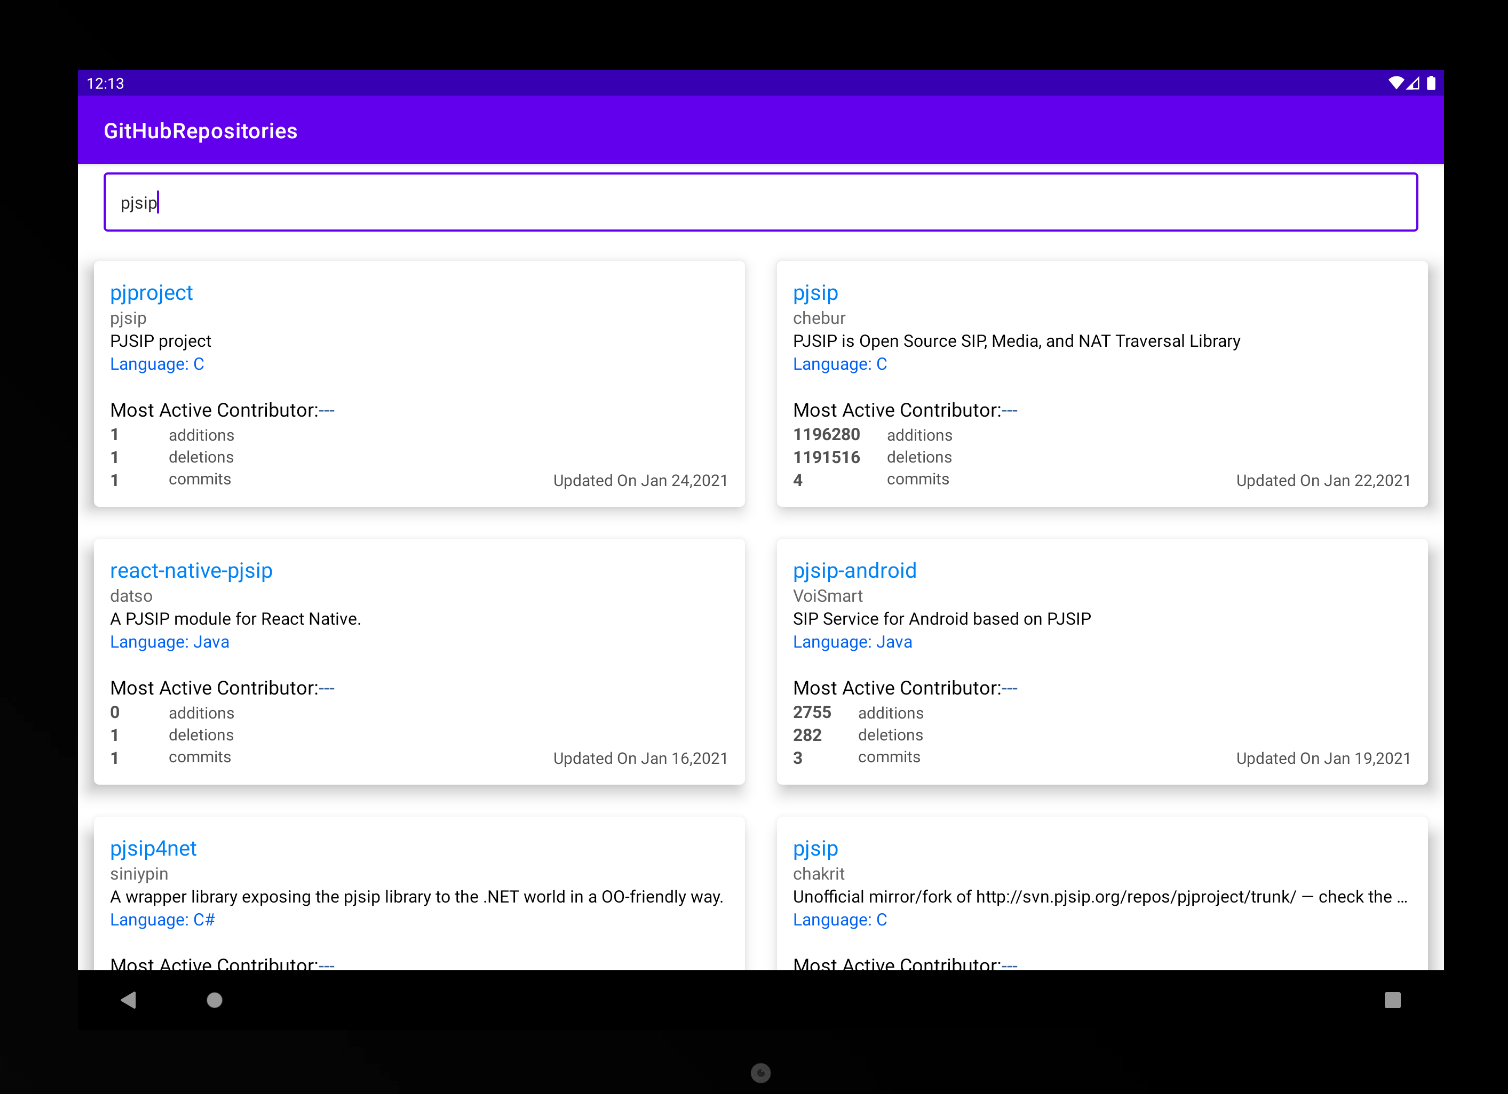 12:13
GitHubRepositories
pjsip
pjproject
pjsip
PJSIP project
Language: C
Most Active Contributor:---
1 additions
1 deletions
1 commits
Updated On Jan 24,2021
pjsip
chebur
PJSIP is Open Source SIP, Media, and NAT Traversal Library
Language: C
Most Active Contributor:---
1196280 additions
1191516 deletions
4 commits
Updated On Jan 22,2021
react-native-pjsip
datso
A PJSIP module for React Native.
Language: Java
Most Active Contributor:---
0 additions
1 deletions
1 commits
Updated On Jan 16,2021
pjsip-android
VoiSmart
SIP Service for Android based on PJSIP
Language: Java
Most Active Contributor:---
2755 additions
282 deletions
3 commits
Updated On Jan 19,2021
pjsip4net
siniypin
A wrapper library exposing the pjsip library to the .NET world in a OO-friendly way.
Language: C#
Most Active Contributor:---
pjsip
chakrit
Unofficial mirror/fork of http://svn.pjsip.org/repos/pjproject/trunk/ — check the ...
Language: C
Most Active Contributor:---